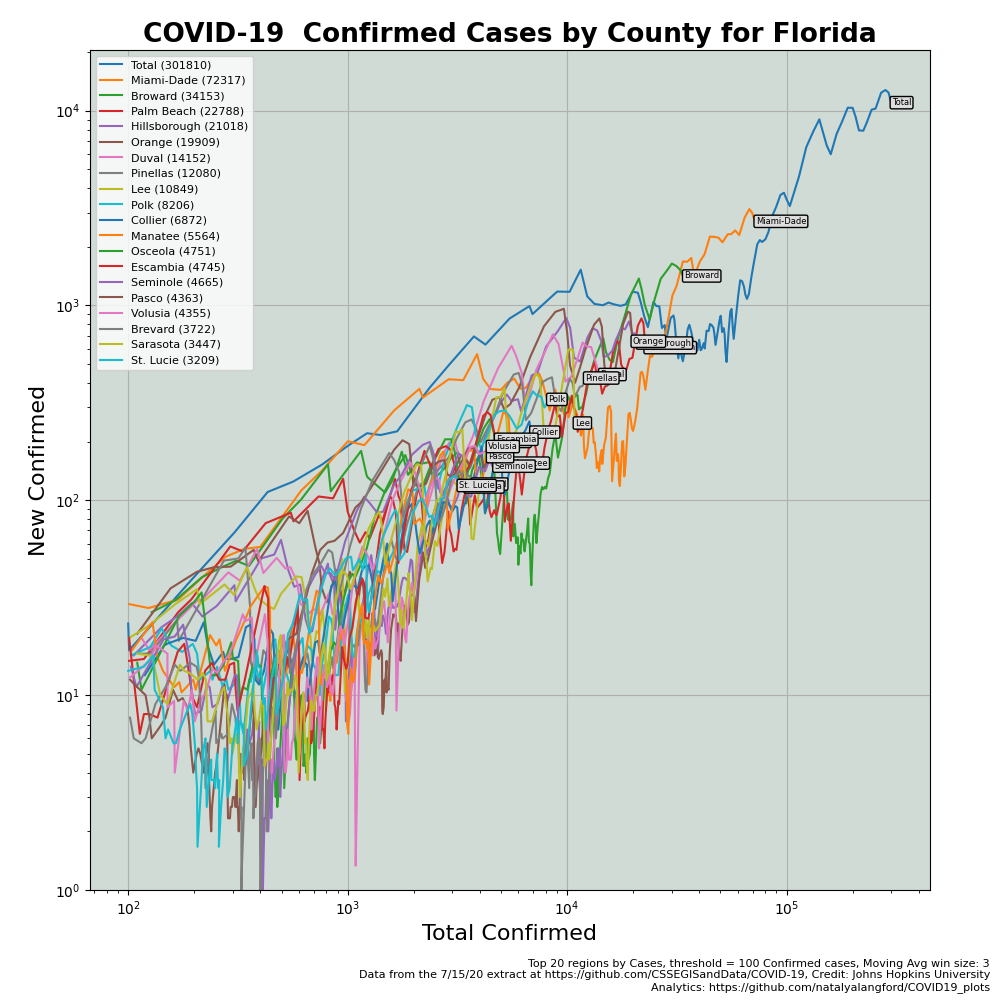 COVID-19  Confirmed Cases by County for Florida
Total (301810)
Miami-Dade (72317)
Broward (34153)
Palm Beach (22788)
Hillsborough (21018)
Orange (19909)
Duval (14152)
Pinellas (12080)
Lee (10849)
Polk (8206)
Collier (6872)
Manatee (5564)
Osceola (4751)
Escambia (4745)
Seminole (4665)
Pasco (4363)
Volusia (4355)
Brevard (3722)
Sarasota (3447)
St. Lucie (3209)
New Confirmed
10⁴
10³
10²
10¹
10⁰
Total
Miami-Dade
Broward
Orange
rough
Pinellas
Polk
Lee
Collier
Escambia
Volusia
Pasco
Seminole
ee
St. Lucie
10²
10³
10⁴
10⁵
Total Confirmed
Top 20 regions by Cases, threshold = 100 Confirmed cases, Moving Avg win size: 3
Data from the 7/15/20 extract at https://github.com/CSSEGISandData/COVID-19, Credit: Johns Hopkins University
Analytics: https://github.com/natalyalangford/COVID19_plots